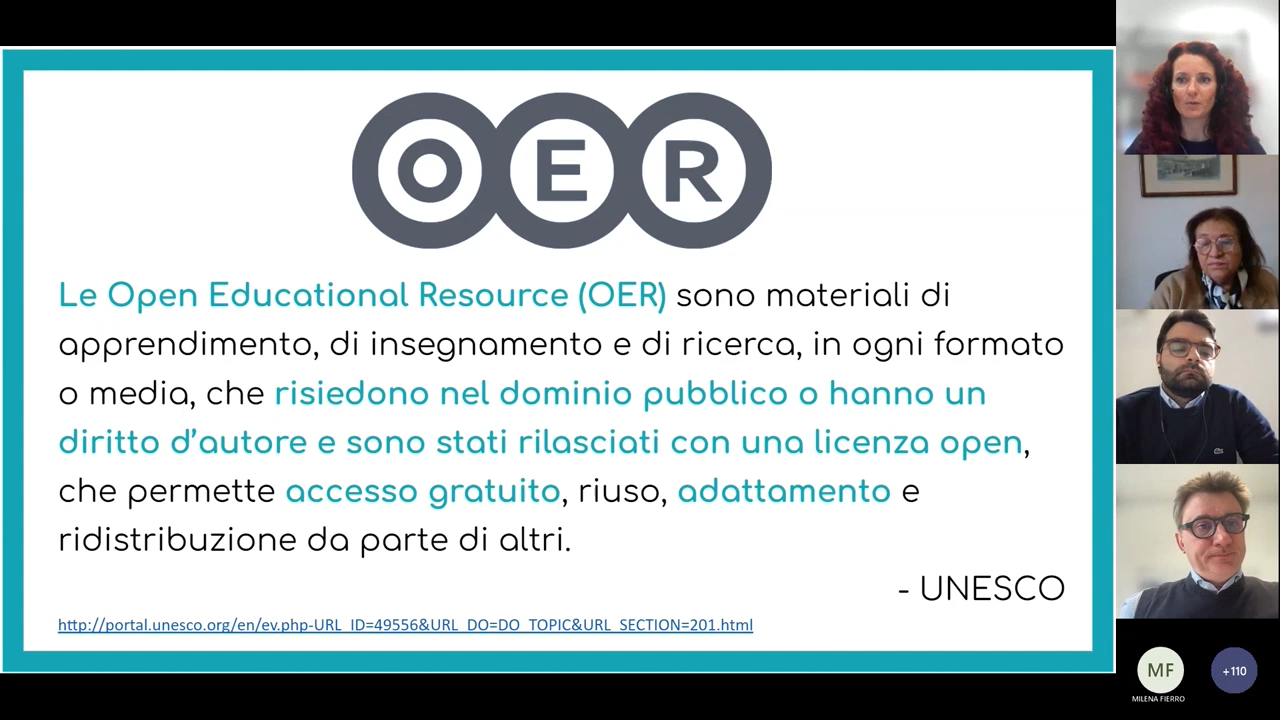 OER
Le Open Educational Resource (OER) sono materiali di
apprendimento, di insegnamento e di ricerca, in ogni formato
o media, che risiedono nel dominio pubblico o hanno un
diritto d’autore e sono stati rilasciati con una licenza open,
che permette accesso gratuito, riuso, adattamento e
ridistribuzione da parte di altri.
- UNESCO
http://portal.unesco.org/en/ev.php-URL_ID=49556&URL_DO=DO_TOPIC&URL_SECTION=201.html
MF
+110
MILENA FIERRO